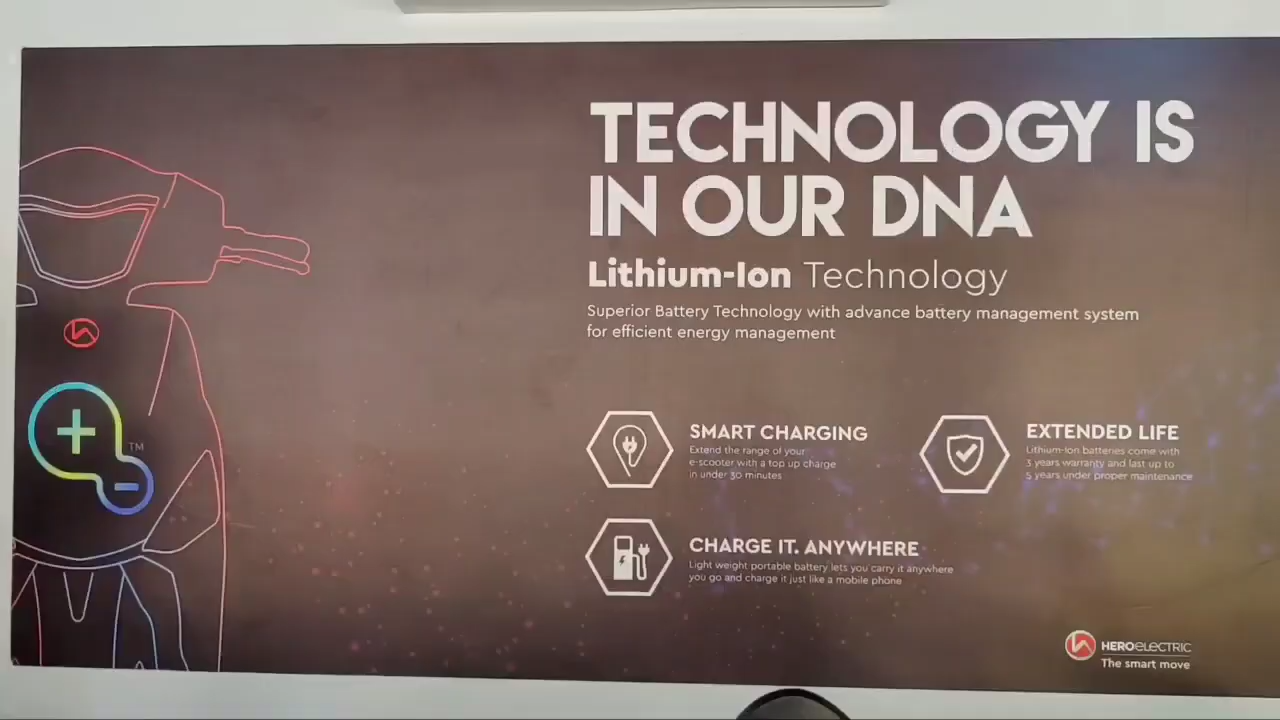 TECHNOLOGY IS
IN OUR DNA
Lithium-Ion Technology
Superior Battery Technology with advance battery management system
for efficient energy management
TM
SMART CHARGING
Extend the range of your
e-scooter with a top up charge
in under 30 minutes
EXTENDED LIFE
Lithium-Ion batteries come with
3 years warranty and last up to
5 years under proper maintenance
CHARGE IT. ANYWHERE
Light weight portable battery lets you carry it anywhere
you go and charge it just like a mobile phone
HEROELECTRIC
The smart move